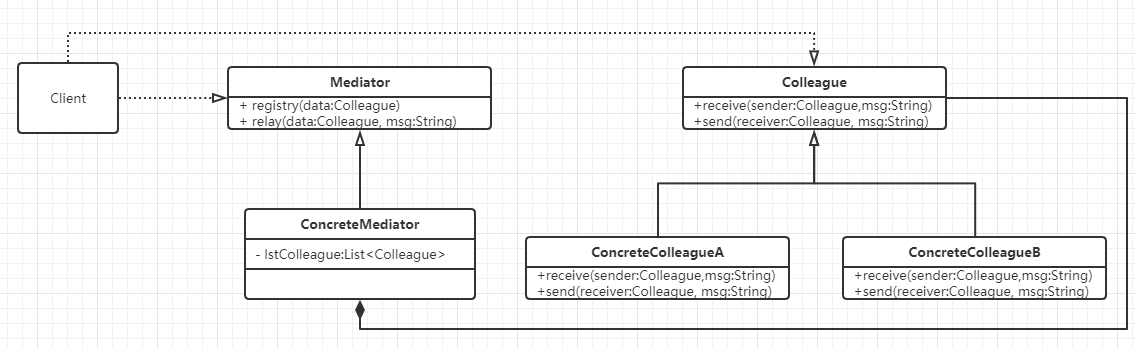 Client
Mediator
+ registry(data:Colleague)
+ relay(data:Colleague, msg:String)
Colleague
+receive(sender:Colleague,msg:String)
+send(receiver:Colleague, msg:String)
ConcreteMediator
- lstColleague:List<Colleague>
ConcreteColleagueA
+receive(sender:Colleague,msg:String)
+send(receiver:Colleague, msg:String)
ConcreteColleagueB
+receive(sender:Colleague,msg:String)
+send(receiver:Colleague, msg:String)